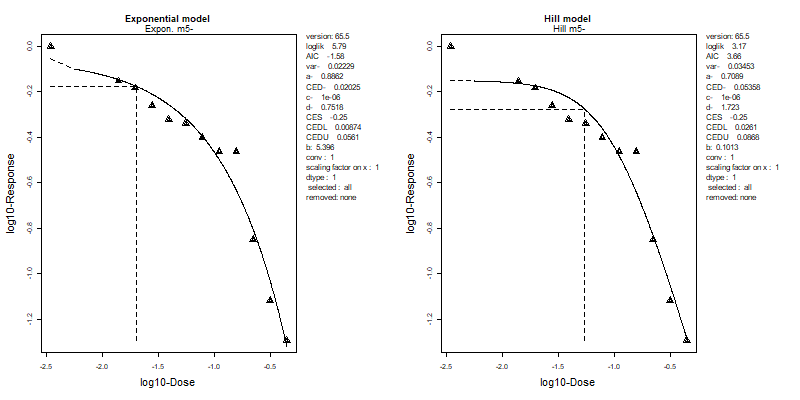 Exponential model
Expon. m5-
version: 65.5
loglik 5.79
AIC -1.58
var- 0.02229
a- 0.8862
CED- 0.02025
c- 1e-06
d- 0.7518
CES -0.25
CEDL 0.00874
CEDU 0.0561
b: 5.396
conv : 1
scaling factor on x : 1
dtype : 1
selected : all
removed: none
0.0
-0.2
-0.4
-0.6
-0.8
-1.0
-1.2
log10-Response
-2.5 -2.0 -1.5 -1.0 -0.5
log10-Dose
Hill model
Hill m5-
version: 65.5
loglik 3.17
AIC 3.66
var- 0.03453
a- 0.7089
CED- 0.05358
c- 1e-06
d- 1.723
CES -0.25
CEDL 0.0261
CEDU 0.0868
b: 0.1013
conv : 1
scaling factor on x : 1
dtype : 1
selected : all
removed: none
0.0
-0.2
-0.4
-0.6
-0.8
-1.0
-1.2
log10-Response
-2.5 -2.0 -1.5 -1.0 -0.5
log10-Dose